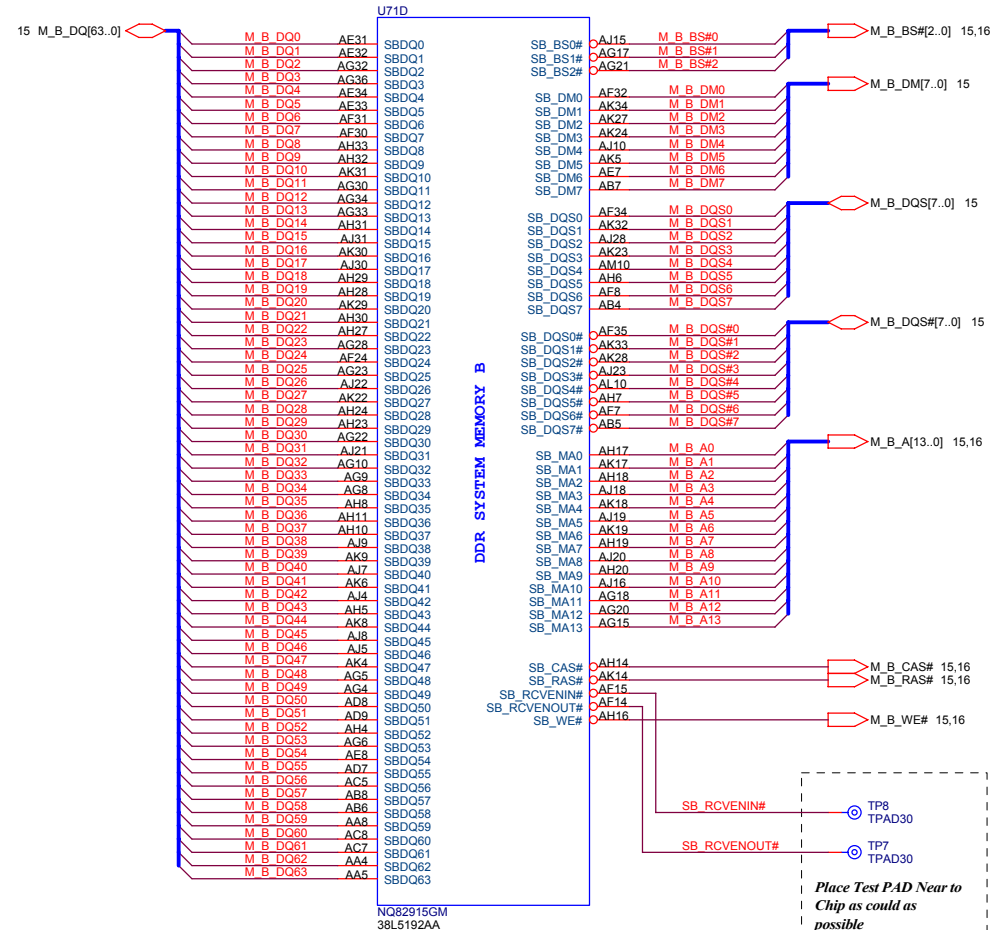 U71D
15 M_B_DQ[63..0]
M_B_DQ0 AE31 SBDQ0
M_B_DQ1 AE32 SBDQ1
M_B_DQ2 AG32 SBDQ2
M_B_DQ3 AG36 SBDQ3
M_B_DQ4 AE34 SBDQ4
M_B_DQ5 AE33 SBDQ5
M_B_DQ6 AF31 SBDQ6
M_B_DQ7 AF30 SBDQ7
M_B_DQ8 AH33 SBDQ8
M_B_DQ9 AH32 SBDQ9
M_B_DQ10 AK31 SBDQ10
M_B_DQ11 AG30 SBDQ11
M_B_DQ12 AG34 SBDQ12
M_B_DQ13 AG33 SBDQ13
M_B_DQ14 AH31 SBDQ14
M_B_DQ15 AJ31 SBDQ15
M_B_DQ16 AK30 SBDQ16
M_B_DQ17 AJ30 SBDQ17
M_B_DQ18 AH29 SBDQ18
M_B_DQ19 AH28 SBDQ19
M_B_DQ20 AK29 SBDQ20
M_B_DQ21 AH30 SBDQ21
M_B_DQ22 AH27 SBDQ22
M_B_DQ23 AG28 SBDQ23
M_B_DQ24 AF24 SBDQ24
M_B_DQ25 AG23 SBDQ25
M_B_DQ26 AJ22 SBDQ26
M_B_DQ27 AK22 SBDQ27
M_B_DQ28 AH24 SBDQ28
M_B_DQ29 AH23 SBDQ29
M_B_DQ30 AG22 SBDQ30
M_B_DQ31 AJ21 SBDQ31
M_B_DQ32 AG10 SBDQ32
M_B_DQ33 AG9 SBDQ33
M_B_DQ34 AG8 SBDQ34
M_B_DQ35 AH8 SBDQ35
M_B_DQ36 AH11 SBDQ36
M_B_DQ37 AH10 SBDQ37
M_B_DQ38 AJ9 SBDQ38
M_B_DQ39 AK9 SBDQ39
M_B_DQ40 AJ7 SBDQ40
M_B_DQ41 AK6 SBDQ41
M_B_DQ42 AJ4 SBDQ42
M_B_DQ43 AH5 SBDQ43
M_B_DQ44 AK8 SBDQ44
M_B_DQ45 AJ8 SBDQ45
M_B_DQ46 AJ5 SBDQ46
M_B_DQ47 AK4 SBDQ47
M_B_DQ48 AG5 SBDQ48
M_B_DQ49 AG4 SBDQ49
M_B_DQ50 AD8 SBDQ50
M_B_DQ51 AD9 SBDQ51
M_B_DQ52 AH4 SBDQ52
M_B_DQ53 AG6 SBDQ53
M_B_DQ54 AE8 SBDQ54
M_B_DQ55 AD7 SBDQ55
M_B_DQ56 AC5 SBDQ56
M_B_DQ57 AB8 SBDQ57
M_B_DQ58 AB6 SBDQ58
M_B_DQ59 AA8 SBDQ59
M_B_DQ60 AC8 SBDQ60
M_B_DQ61 AC7 SBDQ61
M_B_DQ62 AA4 SBDQ62
M_B_DQ63 AA5 SBDQ63
DDR SYSTEM MEMORY B
SB_BS0# AJ15 M_B_BS#0
SB_BS1# AG17 M_B_BS#1
SB_BS2# AG21 M_B_BS#2
M_B_BS#[2..0] 15,16
SB_DM0 AF32 M_B_DM0
SB_DM1 AK34 M_B_DM1
SB_DM2 AK27 M_B_DM2
SB_DM3 AK24 M_B_DM3
SB_DM4 AJ10 M_B_DM4
SB_DM5 AK5 M_B_DM5
SB_DM6 AE7 M_B_DM6
SB_DM7 AB7 M_B_DM7
M_B_DM[7..0] 15
SB_DQS0 AF34 M_B_DQS0
SB_DQS1 AK32 M_B_DQS1
SB_DQS2 AJ28 M_B_DQS2
SB_DQS3 AK23 M_B_DQS3
SB_DQS4 AM10 M_B_DQS4
SB_DQS5 AH6 M_B_DQS5
SB_DQS6 AF8 M_B_DQS6
SB_DQS7 AB4 M_B_DQS7
M_B_DQS[7..0] 15
SB_DQS0# AF35 M_B_DQS#0
SB_DQS1# AK33 M_B_DQS#1
SB_DQS2# AK28 M_B_DQS#2
SB_DQS3# AJ23 M_B_DQS#3
SB_DQS4# AL10 M_B_DQS#4
SB_DQS5# AH7 M_B_DQS#5
SB_DQS6# AF7 M_B_DQS#6
SB_DQS7# AB5 M_B_DQS#7
M_B_DQS#[7..0] 15
SB_MA0 AH17 M_B_A0
SB_MA1 AK17 M_B_A1
SB_MA2 AH18 M_B_A2
SB_MA3 AJ18 M_B_A3
SB_MA4 AK18 M_B_A4
SB_MA5 AJ19 M_B_A5
SB_MA6 AK19 M_B_A6
SB_MA7 AH19 M_B_A7
SB_MA8 AJ20 M_B_A8
SB_MA9 AH20 M_B_A9
SB_MA10 AJ16 M_B_A10
SB_MA11 AG18 M_B_A11
SB_MA12 AG20 M_B_A12
SB_MA13 AG15 M_B_A13
M_B_A[13..0] 15,16
SB_CAS# AH14 M_B_CAS# 15,16
SB_RAS# AK14 M_B_RAS# 15,16
SB_RCVENIN# AF15
SB_RCVENOUT# AF14
SB_WE# AH16 M_B_WE# 15,16
SB_RCVENIN# TP8
TPAD30
SB_RCVENOUT# TP7
TPAD30
Place Test PAD Near to
Chip as could as
possible
NQ82915GM
38L5192AA